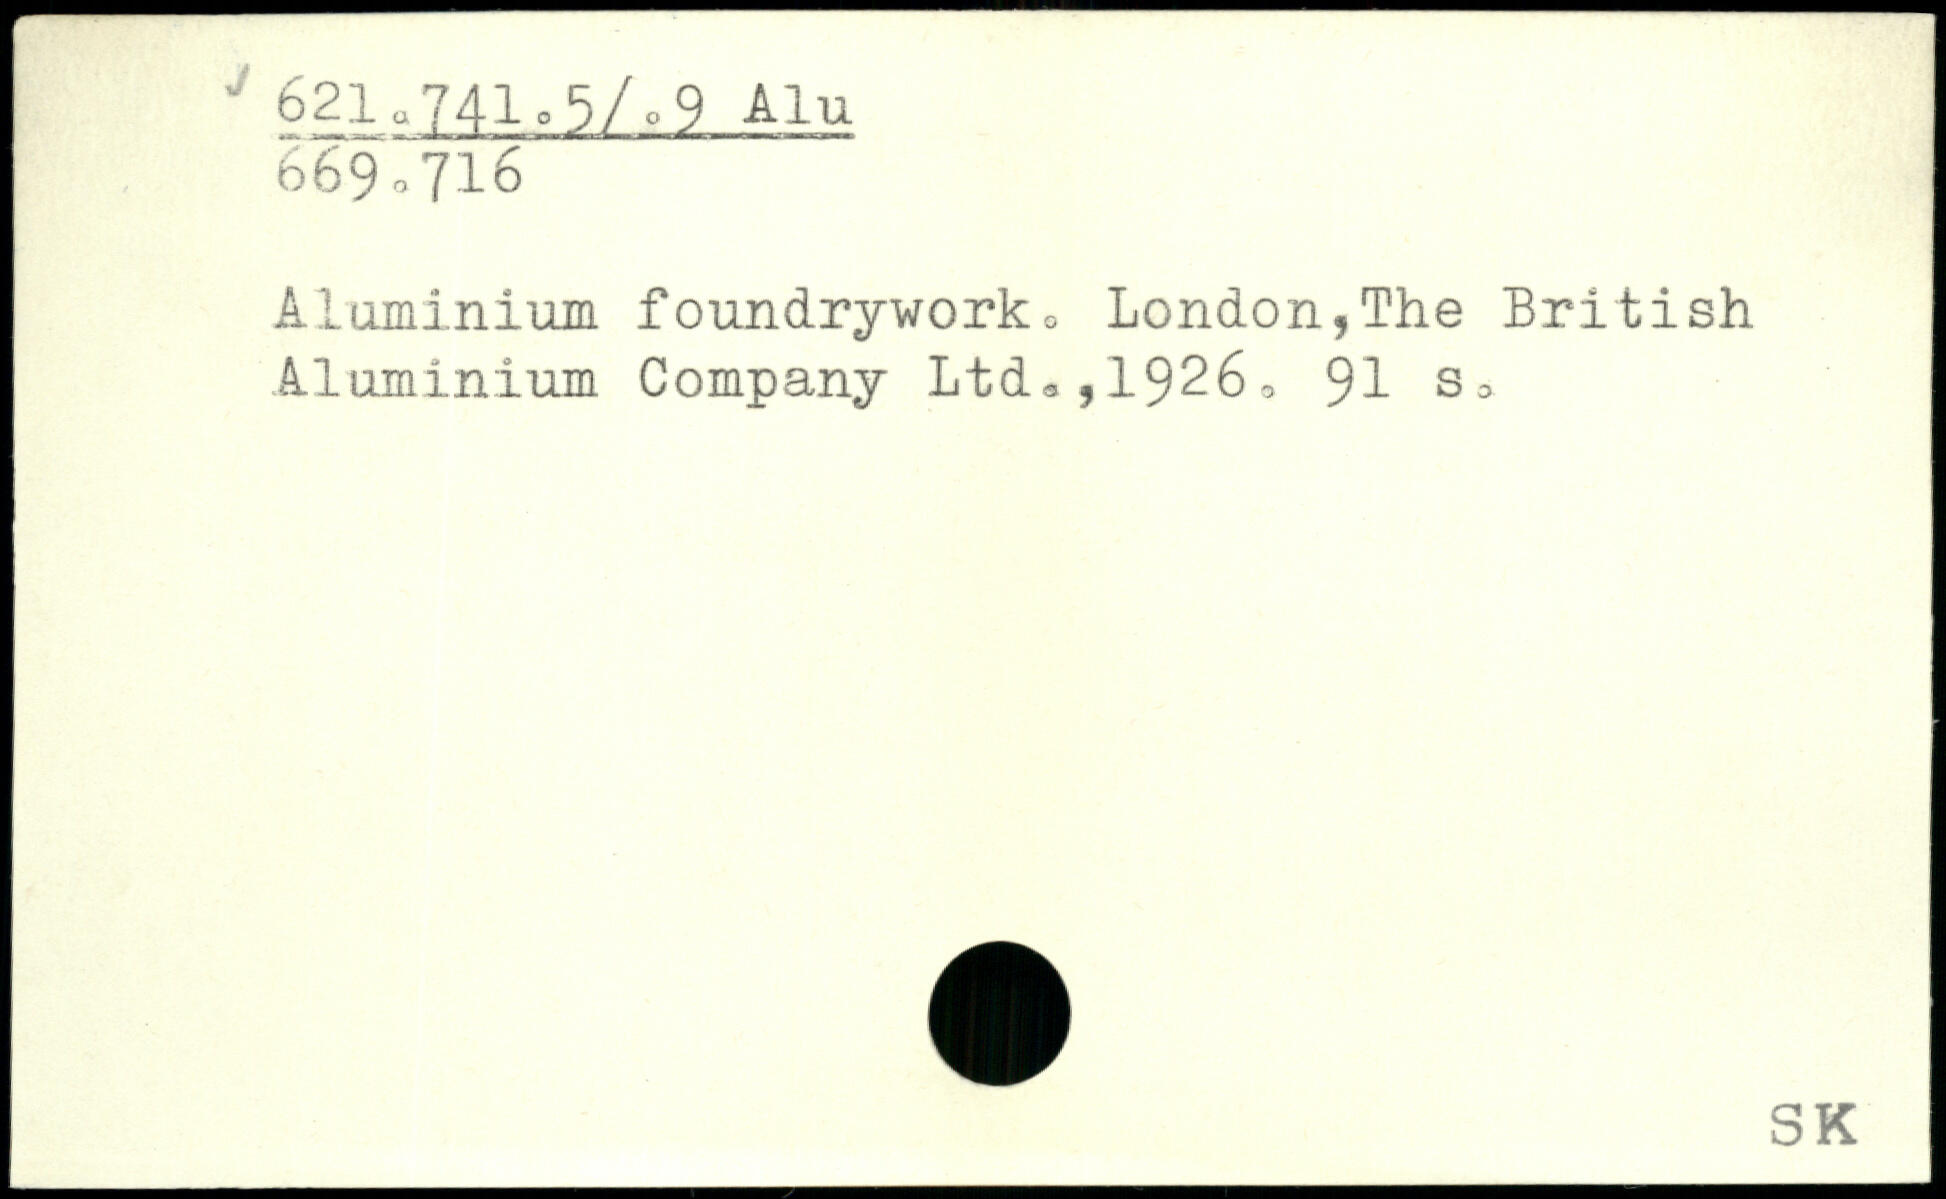 621.741.5/.9 Alu
669.716
Aluminium foundrywork. London,The British
Aluminium Company Ltd.,1926. 91 s.
SK